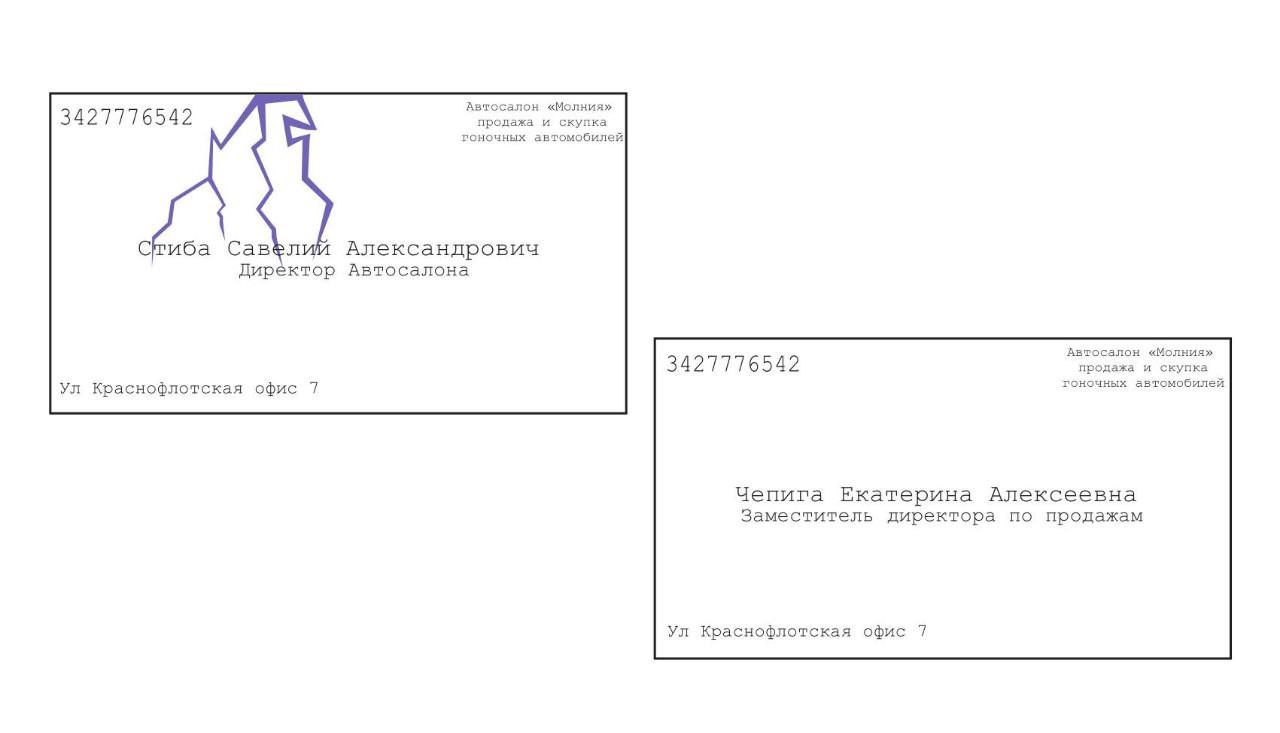 3427776542
Автосалон «Молния»
продажа и скупка
гоночных автомобилей
Стиба Савелий Александрович
Директор Автосалона
Ул Краснофлотская офис 7
3427776542
Автосалон «Молния»
продажа и скупка
гоночных автомобилей
Чепига Екатерина Алексеевна
Заместитель директора по продажам
Ул Краснофлотская офис 7